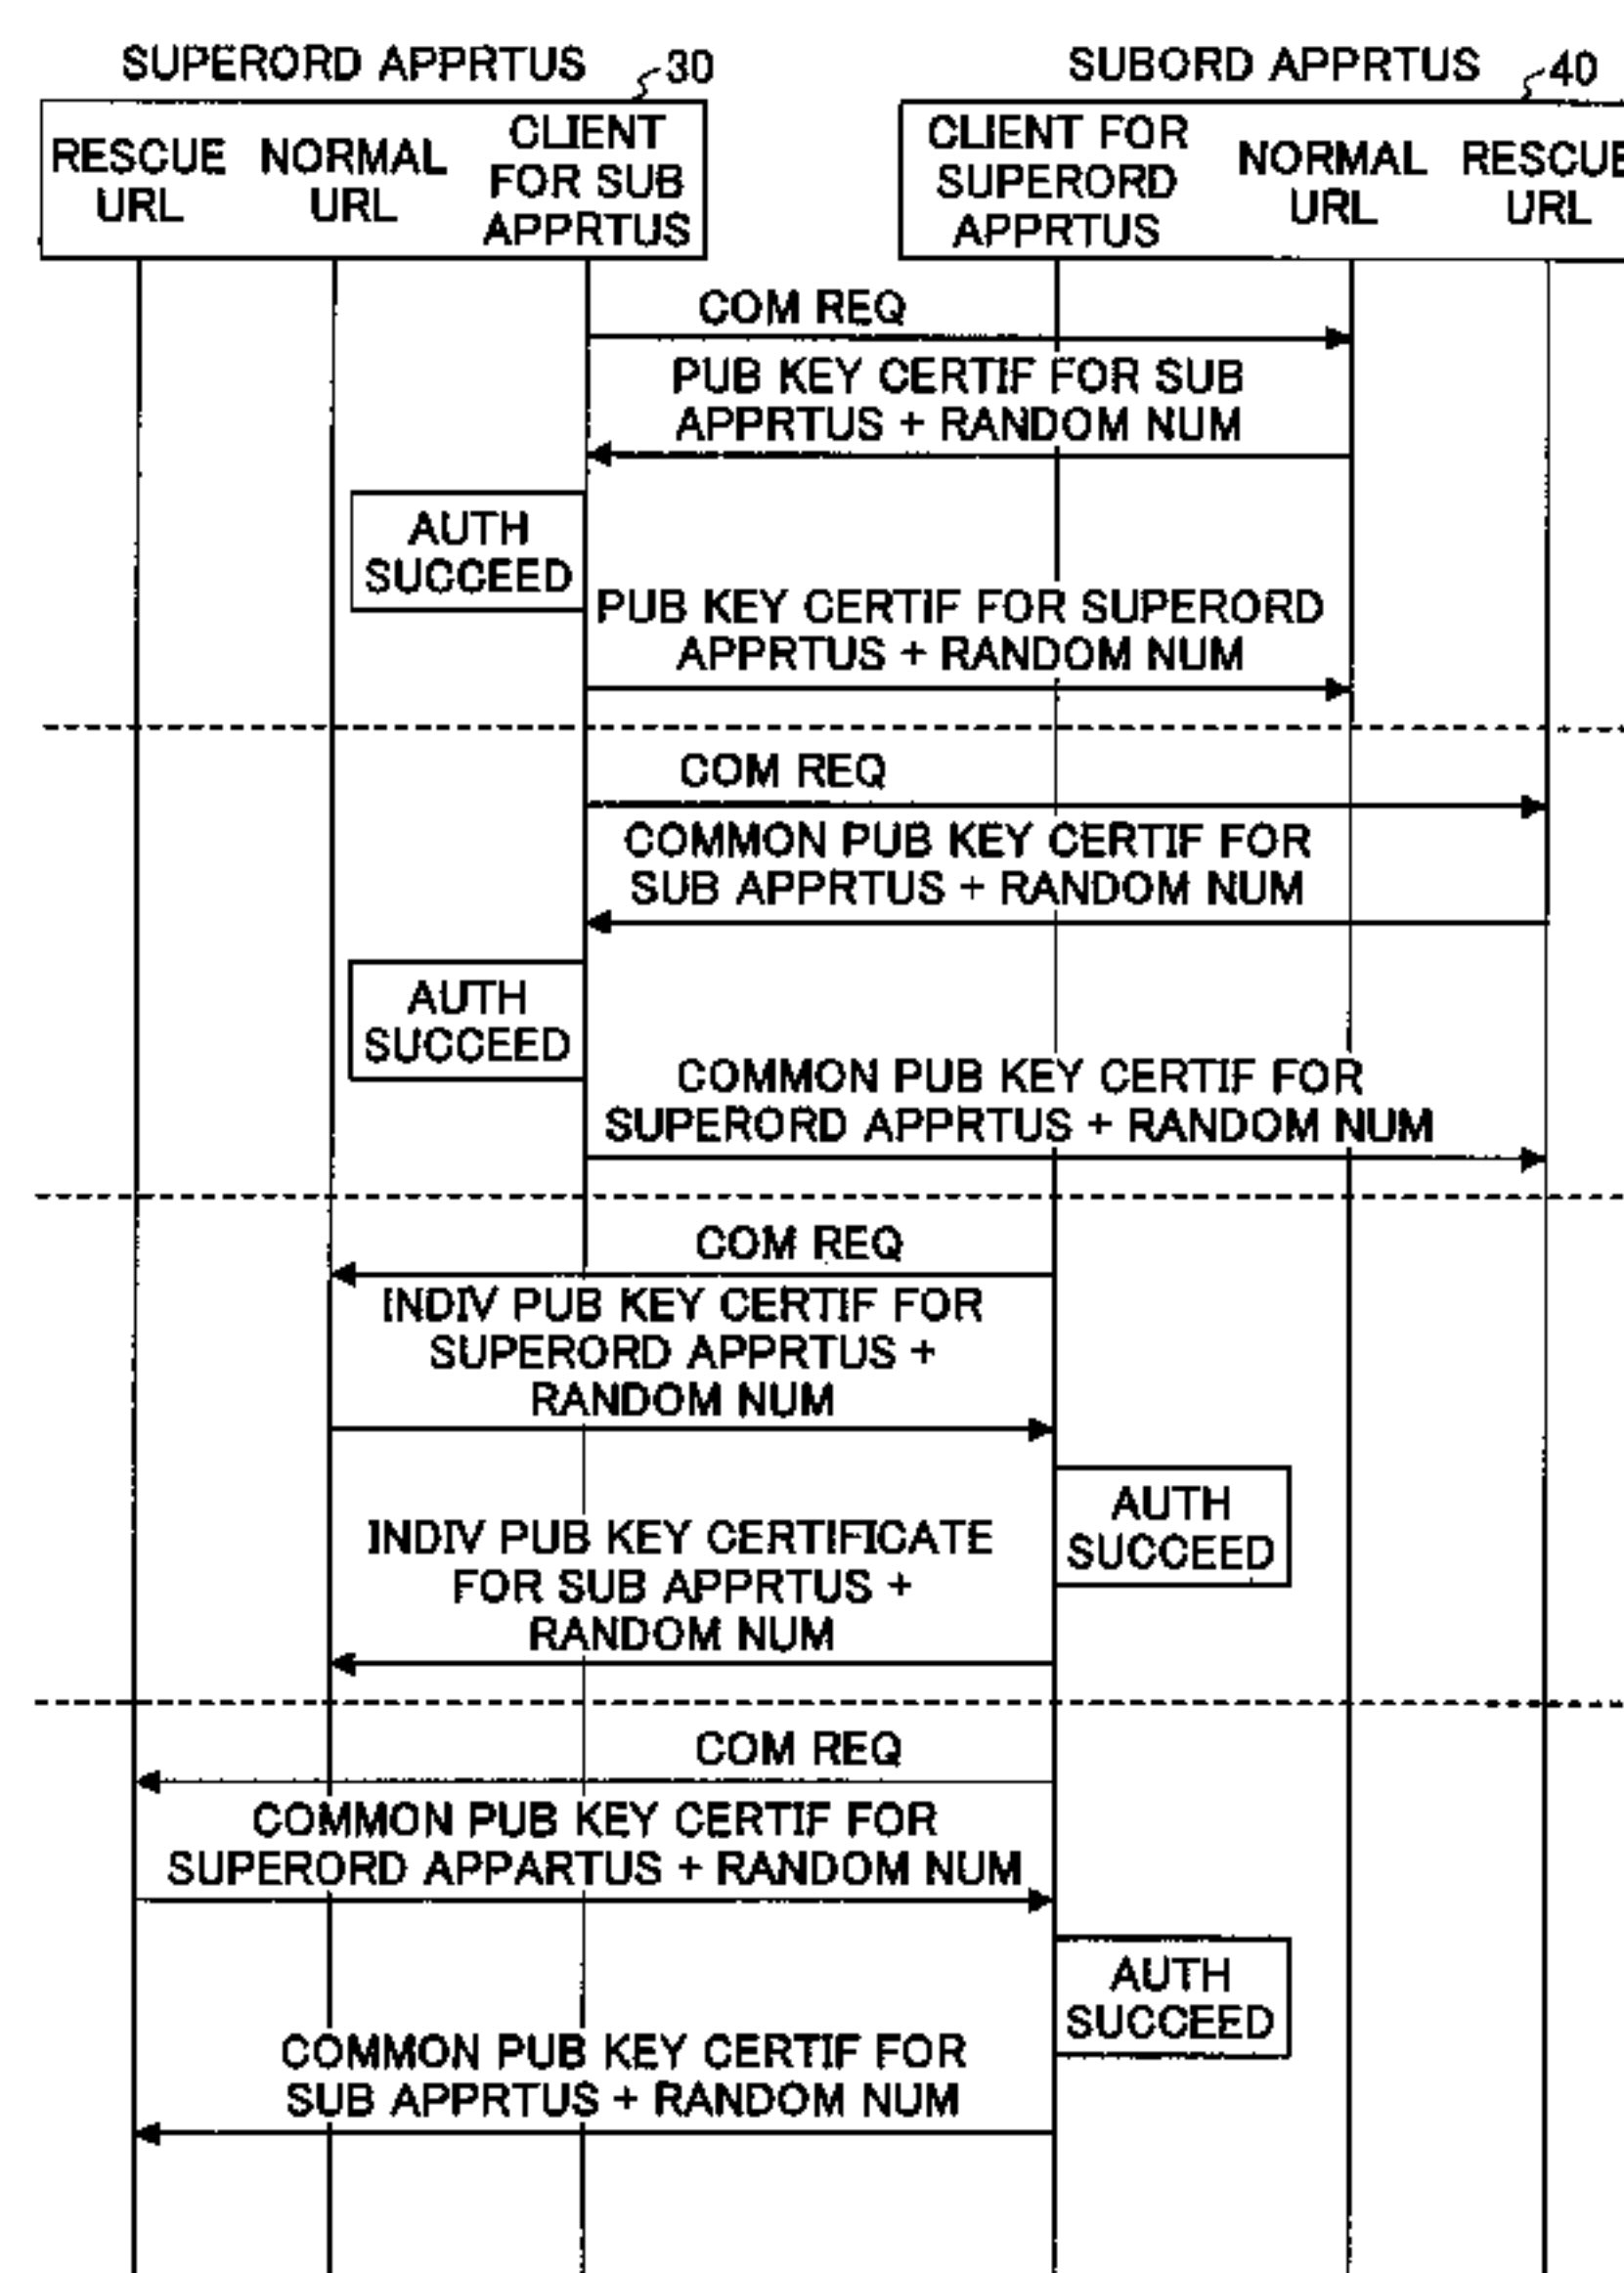 SUPERORD APPRTUS
30
SUBORD APPRTUS
40
RESCUE
URL
NORMAL
URL
CLIENT
FOR SUB
APPRTUS
CLIENT FOR
SUPERORD
APPRTUS
NORMAL
URL
RESCUE
URL
COM REQ
PUB KEY CERTIF FOR SUB
APPRTUS + RANDOM NUM
AUTH
SUCCEED
PUB KEY CERTIF FOR SUPERORD
APPRTUS + RANDOM NUM
COM REQ
COMMON PUB KEY CERTIF FOR
SUB APPRTUS + RANDOM NUM
AUTH
SUCCEED
COMMON PUB KEY CERTIF FOR
SUPERORD APPRTUS + RANDOM NUM
COM REQ
INDIV PUB KEY CERTIF FOR
SUPERORD APPRTUS +
RANDOM NUM
AUTH
SUCCEED
INDIV PUB KEY CERTIFICATE
FOR SUB APPRTUS +
RANDOM NUM
COM REQ
COMMON PUB KEY CERTIF FOR
SUPERORD APPARTUS + RANDOM NUM
AUTH
SUCCEED
COMMON PUB KEY CERTIF FOR
SUB APPRTUS + RANDOM NUM